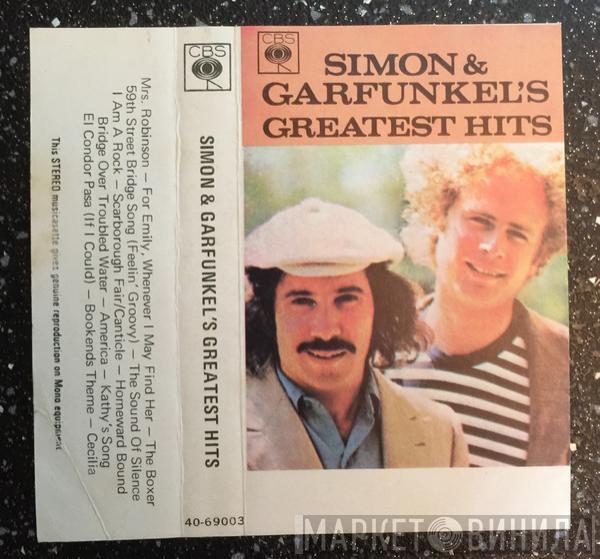 CBS
SIMON &
GARFUNKEL'S
GREATEST HITS
CBS
SIMON & GARFUNKEL'S GREATEST HITS
40-69003
Mrs. Robinson – For Emily, Whenever I May Find Her – The Boxer
59th Street Bridge Song (Feelin' Groovy) – The Sound Of Silence
I Am A Rock – Scarborough Fair/Canticle – Homeward Bound
Bridge Over Troubled Water – America – Kathy's Song
El Condor Pasa (If I Could) – Bookends Theme – Cecilia
This STEREO musicassette gives genuine reproduction on Mono equipment
МАРКЕТ ВИНИЛА